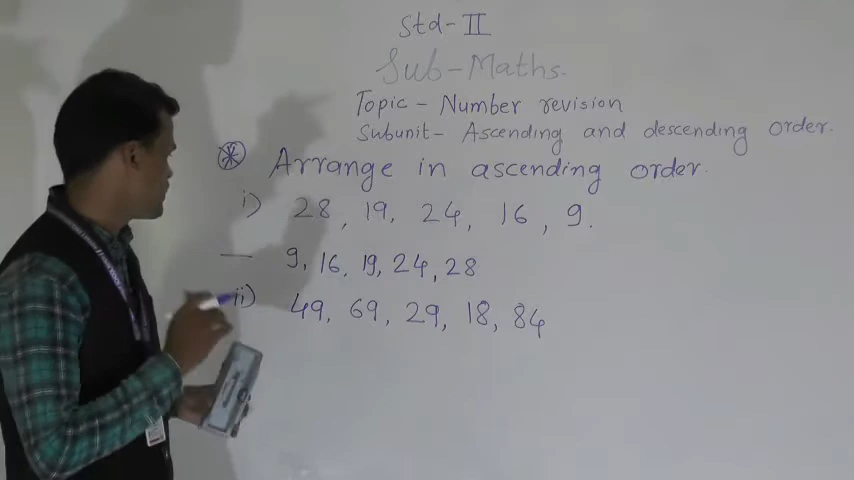 Std- II
Sub-Maths.
Topic - Number revision
Subunit- Ascending and descending order.
* Arrange in ascending order.
i) 28, 19, 24, 16, 9.
— 9, 16, 19, 24, 28
ii) 49, 69, 29, 18, 84